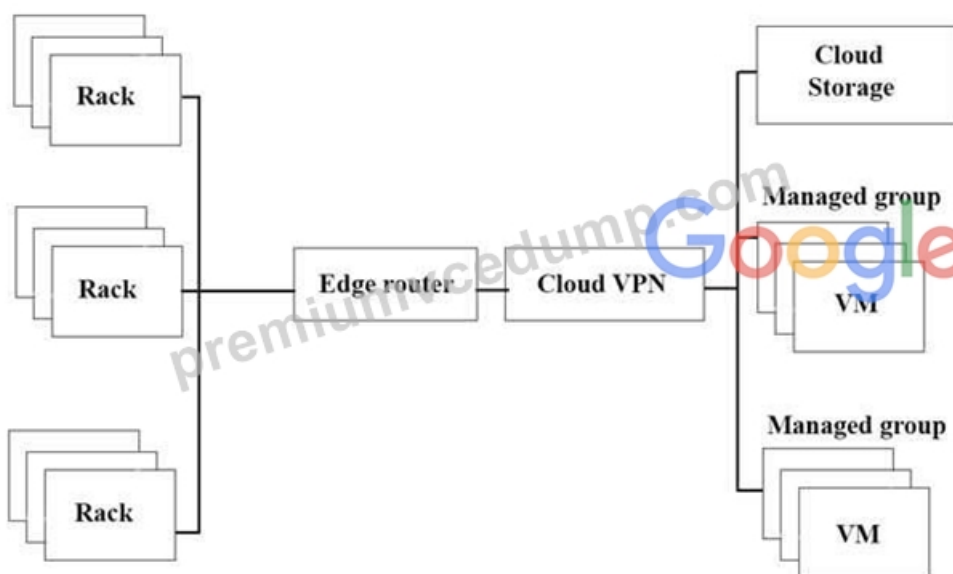 Rack
Cloud
Storage
Managed group
Google
VM
Rack
Edge router
Cloud VPN
premiumvcedump.com
Managed group
Rack
VM